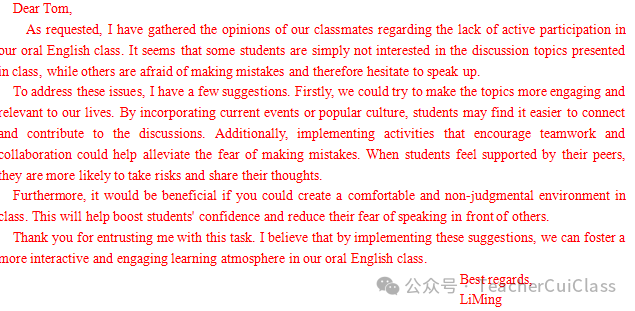 Dear Tom,
As requested, I have gathered the opinions of our classmates regarding the lack of active participation in
our oral English class. It seems that some students are simply not interested in the discussion topics presented
in class, while others are afraid of making mistakes and therefore hesitate to speak up.
To address these issues, I have a few suggestions. Firstly, we could try to make the topics more engaging and
relevant to our lives. By incorporating current events or popular culture, students may find it easier to connect
and contribute to the discussions. Additionally, implementing activities that encourage teamwork and
collaboration could help alleviate the fear of making mistakes. When students feel supported by their peers,
they are more likely to take risks and share their thoughts.
Furthermore, it would be beneficial if you could create a comfortable and non-judgmental environment in
class. This will help boost students' confidence and reduce their fear of speaking in front of others.
Thank you for entrusting me with this task. I believe that by implementing these suggestions, we can foster a
more interactive and engaging learning atmosphere in our oral English class.
Best regards,
公众号 · TeacherCuiClass
LiMing